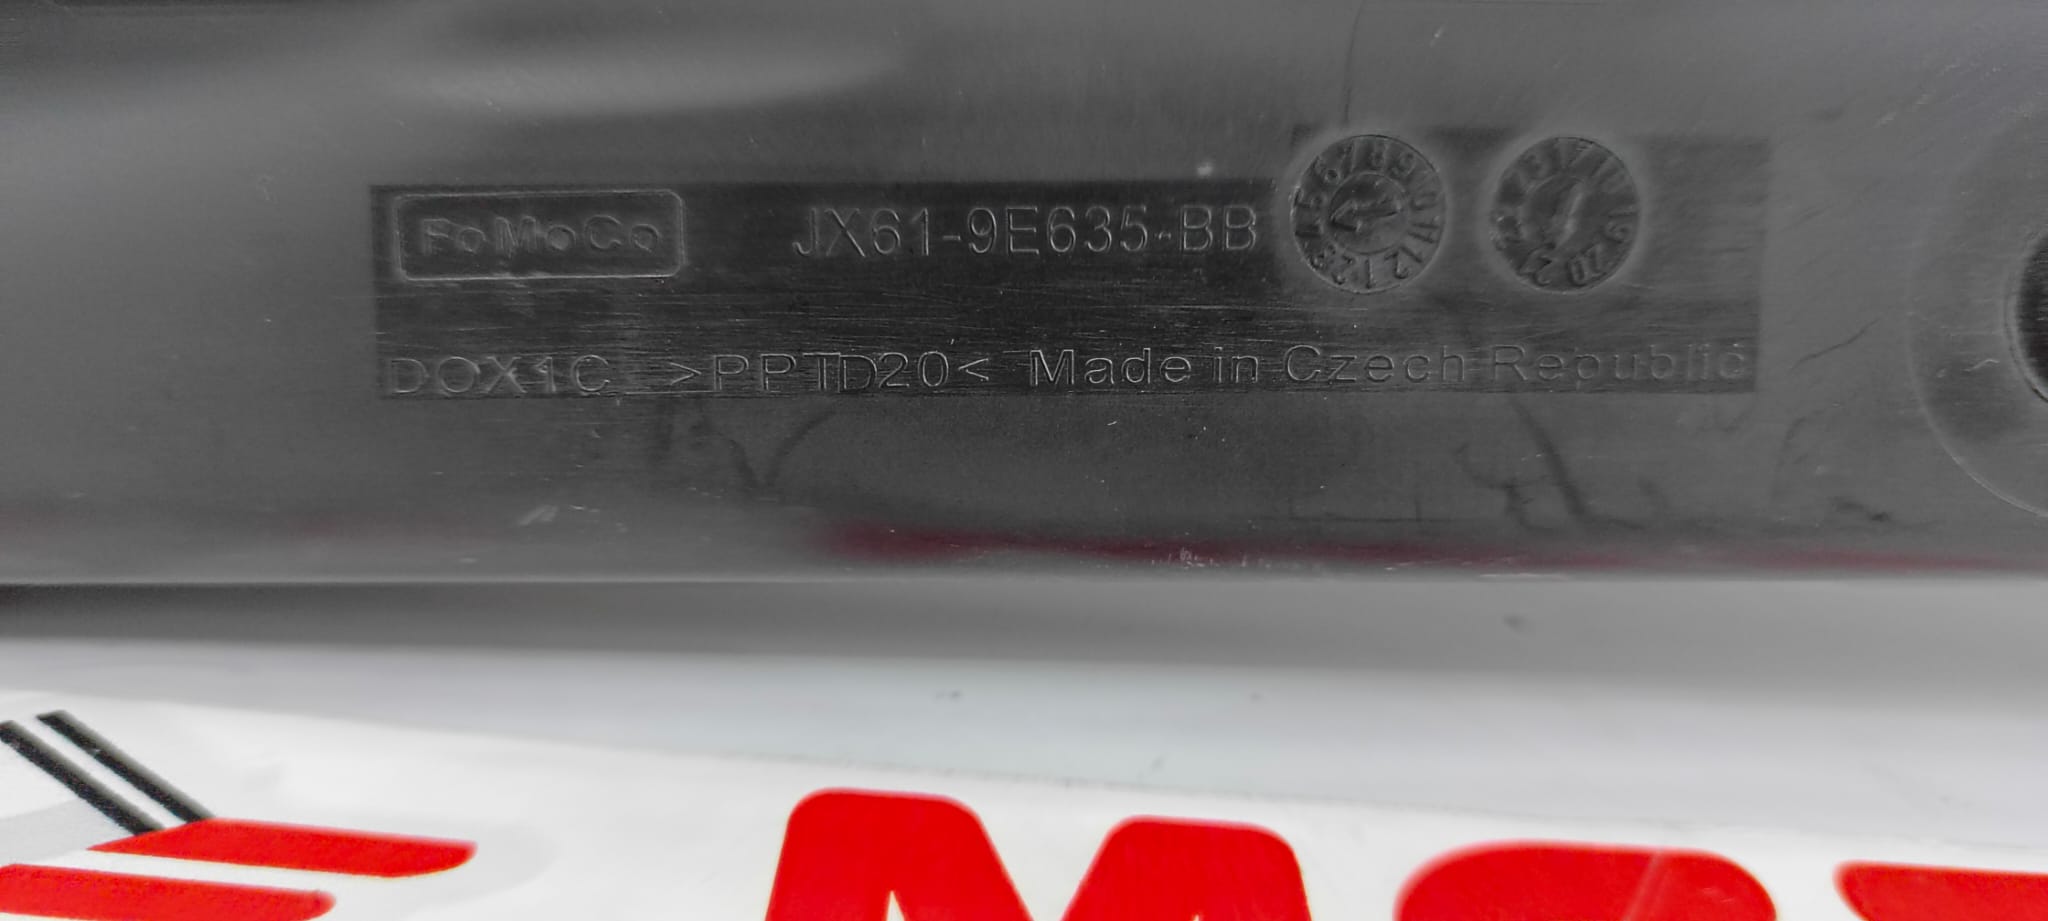 FoMoCo JX61-9E635-BB
DOX1C >PPTD20< Made in Czech Republic